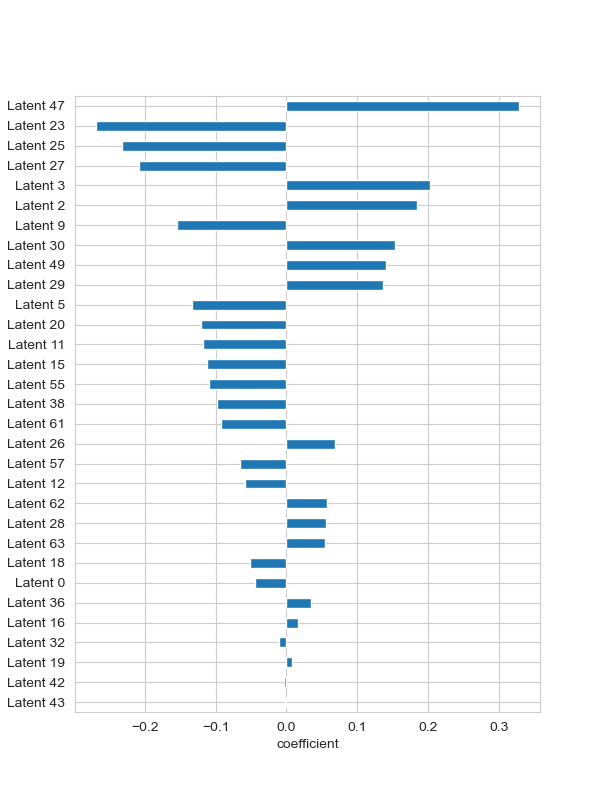 Latent 47
Latent 23
Latent 25
Latent 27
Latent 3
Latent 2
Latent 9
Latent 30
Latent 49
Latent 29
Latent 5
Latent 20
Latent 11
Latent 15
Latent 55
Latent 38
Latent 61
Latent 26
Latent 57
Latent 12
Latent 62
Latent 28
Latent 63
Latent 18
Latent 0
Latent 36
Latent 16
Latent 32
Latent 19
Latent 42
Latent 43
−0.2 −0.1 0.0 0.1 0.2 0.3
coefficient